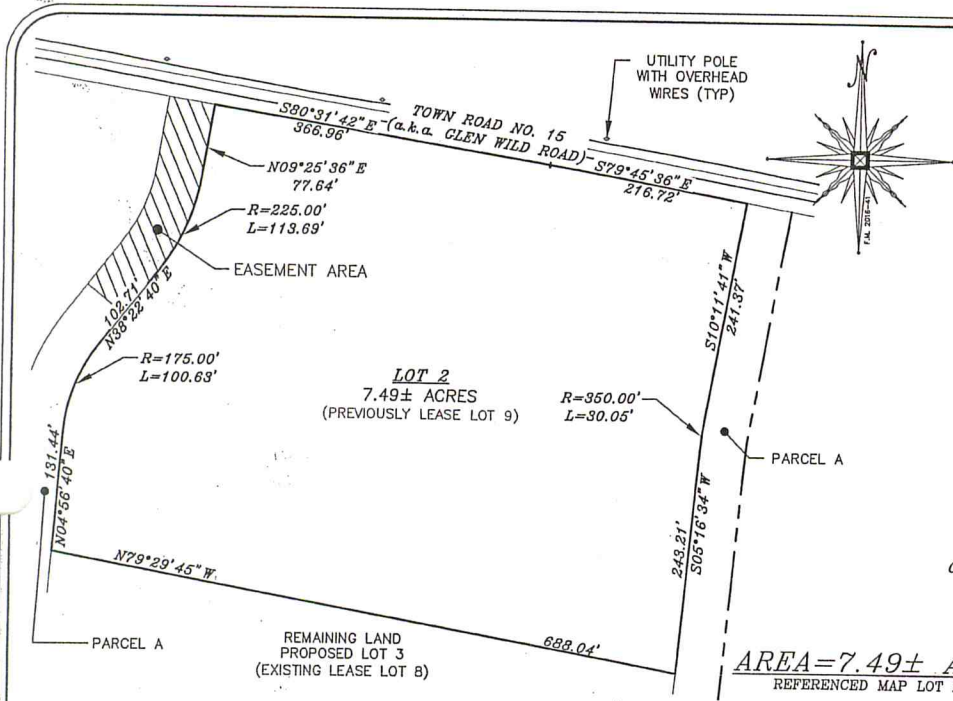 UTILITY POLE
WITH OVERHEAD
WIRES (TYP)
N
S80°31'42"E
366.96'
TOWN ROAD NO. 15
(a.k.a. GLEN WILD ROAD)
S79°45'36"E
216.72'
N09°25'36"E
77.64'
R=225.00'
L=113.69'
EASEMENT AREA
102.71'
N38°22'40"E
R=175.00'
L=100.63'
LOT 2
7.49± ACRES
(PREVIOUSLY LEASE LOT 9)
S10°11'41"W
241.37'
R=350.00'
L=30.05'
PARCEL A
131.44'
N04°56'40"E
243.21'
S05°16'34"W
N79°29'45"W
688.04'
PARCEL A
REMAINING LAND
PROPOSED LOT 3
(EXISTING LEASE LOT 8)
AREA=7.49± A
REFERENCED MAP LOT
F.M. 2016-41